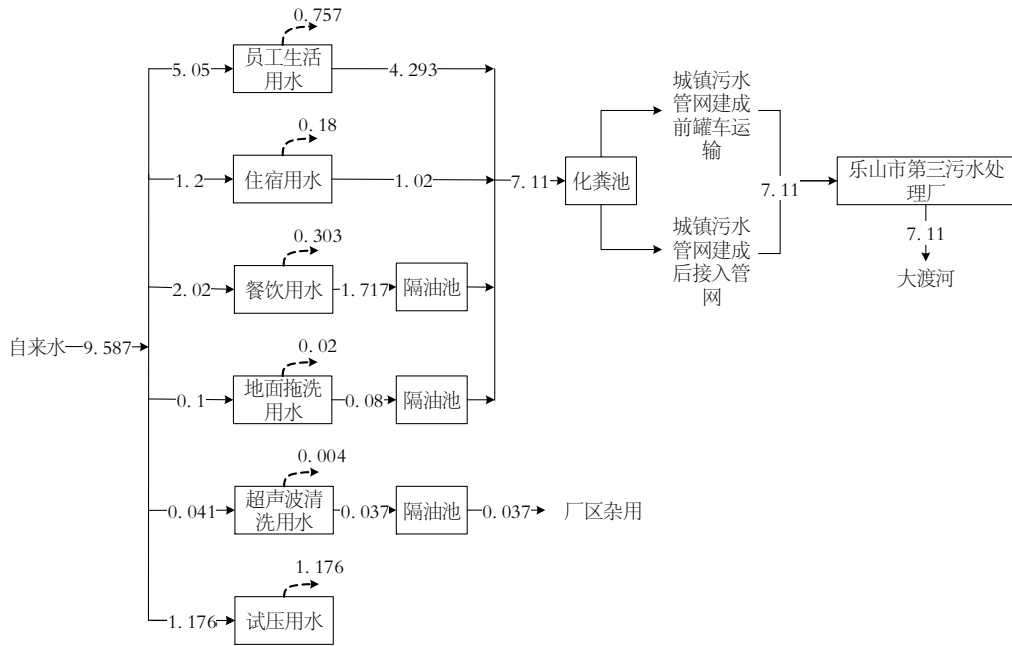 0.757
员工生活
用水
5.05
4.293
0.18
住宿用水
1.2
1.02
0.303
餐饮用水
2.02
1.717
隔油池
自来水
9.587
0.02
地面拖洗
用水
0.1
0.08
隔油池
0.004
超声波清
洗用水
0.041
0.037
隔油池
0.037
厂区杂用
1.176
试压用水
1.176
7.11
化粪池
城镇污水
管网建成
前罐车运
输
城镇污水
管网建成
后接入管
网
7.11
乐山市第三污水处
理厂
7.11
大渡河